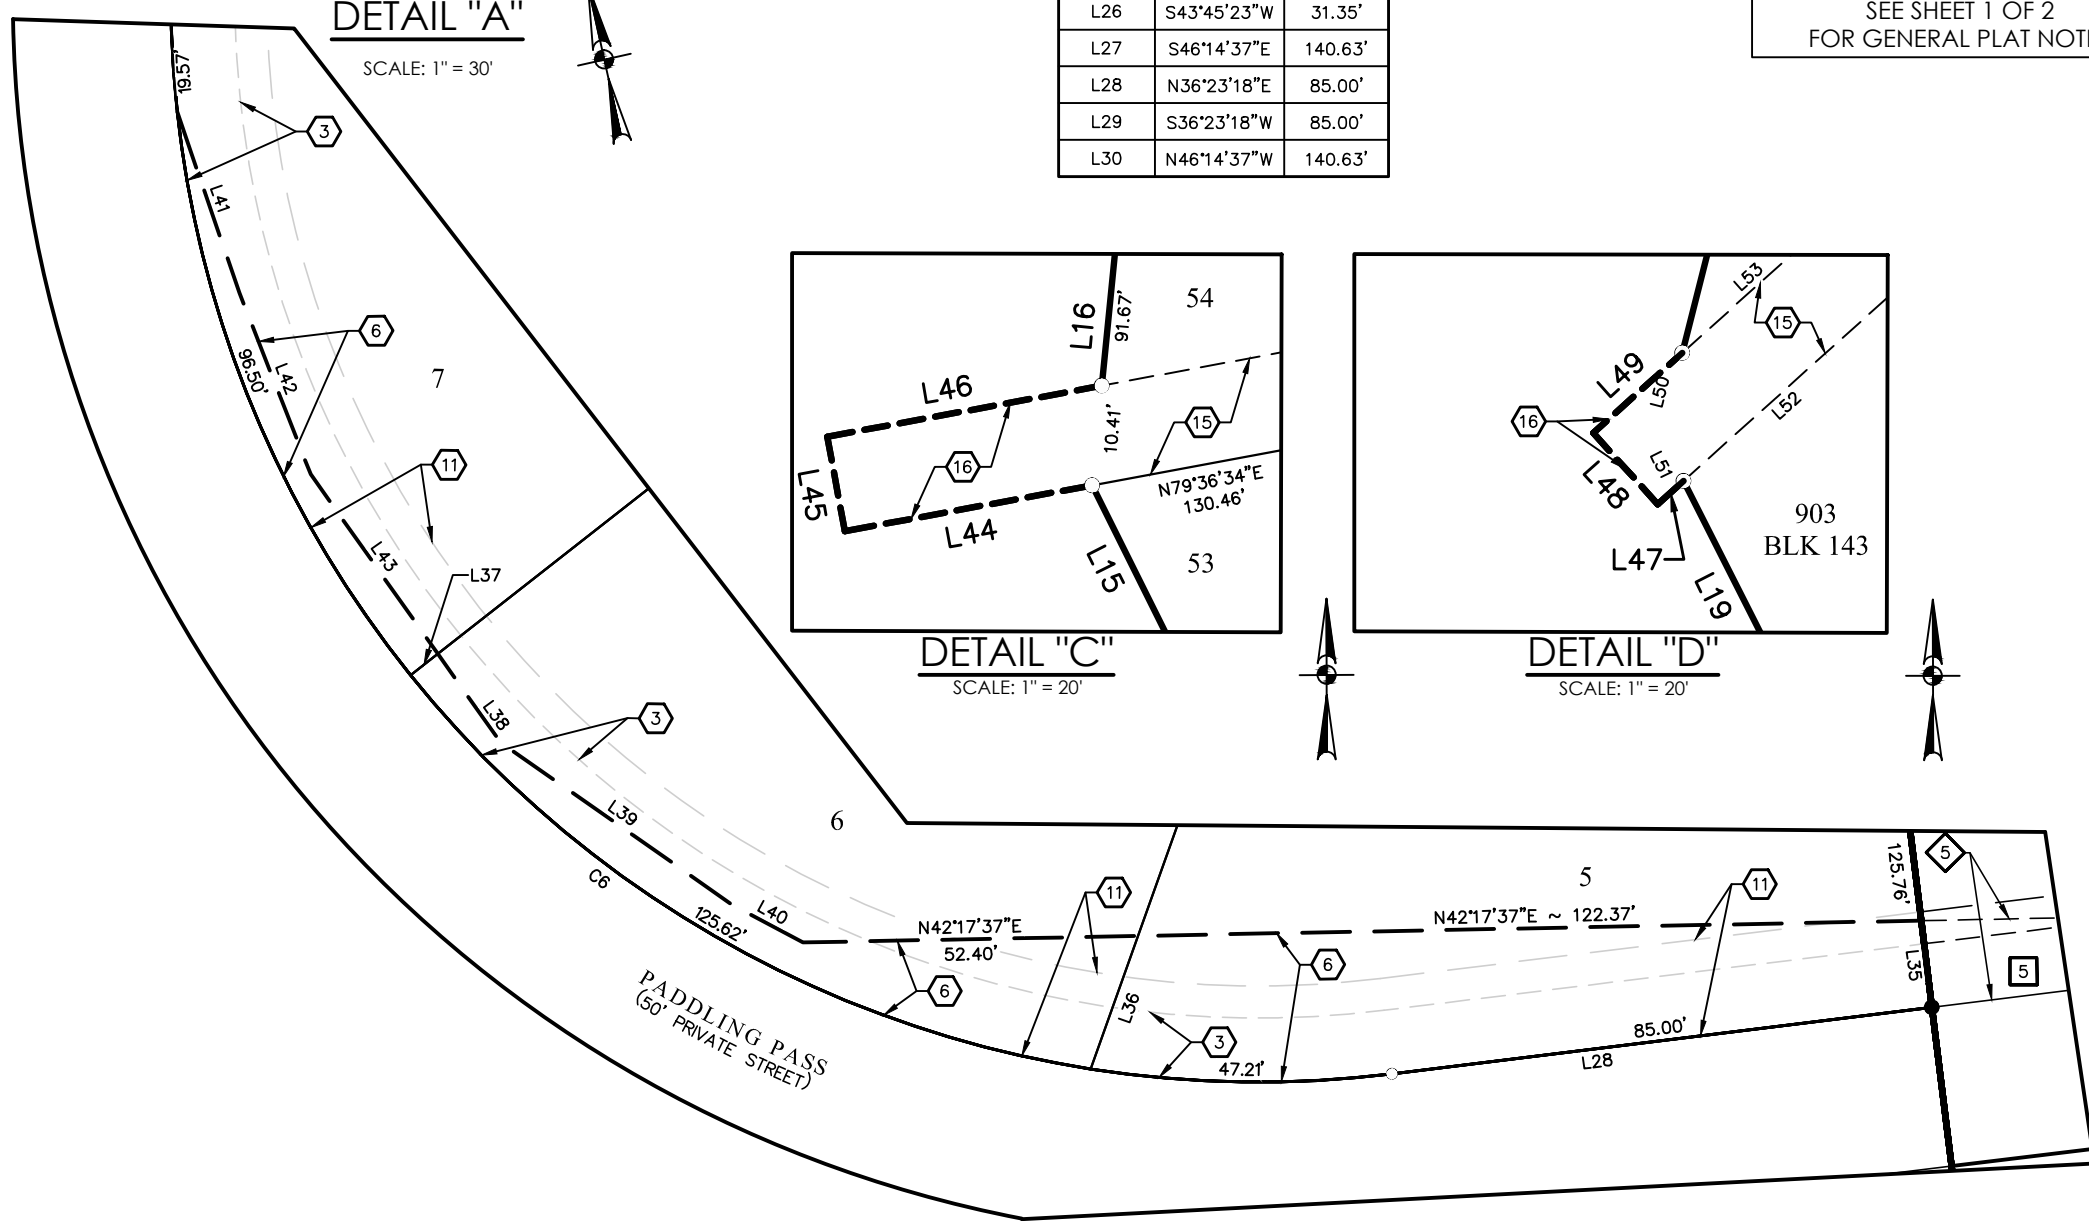 DETAIL "A"
SCALE: 1" = 30'
L26 S43°45'23"W 31.35'
L27 S46°14'37"E 140.63'
L28 N36°23'18"E 85.00'
L29 S36°23'18"W 85.00'
L30 N46°14'37"W 140.63'
SEE SHEET 1 OF 2
FOR GENERAL PLAT
19.57'
3
L41
6
96.50'
L42
7
11
L43
L37
L38
3
L39
6
C6
L40
125.62'
N42°17'37"E
52.40'
6
11
PADDLING PASS
(50' PRIVATE STREET)
L36
3
47.21'
6
5
N42°17'37"E ~ 122.37'
11
85.00'
L28
125.76'
5
L35
5
L16
91.67'
54
L46
10.41'
15
16
L45
L44
N79°36'34"E
130.46'
L15
53
DETAIL "C"
SCALE: 1" = 20'
L53
15
L49
L50
L52
16
L51
L48
L47
903
BLK 143
L19
DETAIL "D"
SCALE: 1" = 20'